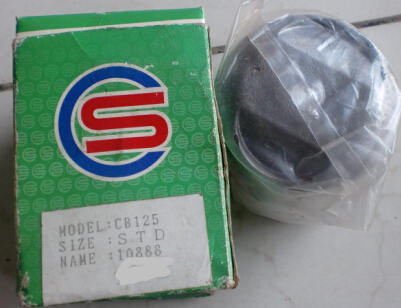 MODEL:CB125
SIZE :STD
NAME :10888